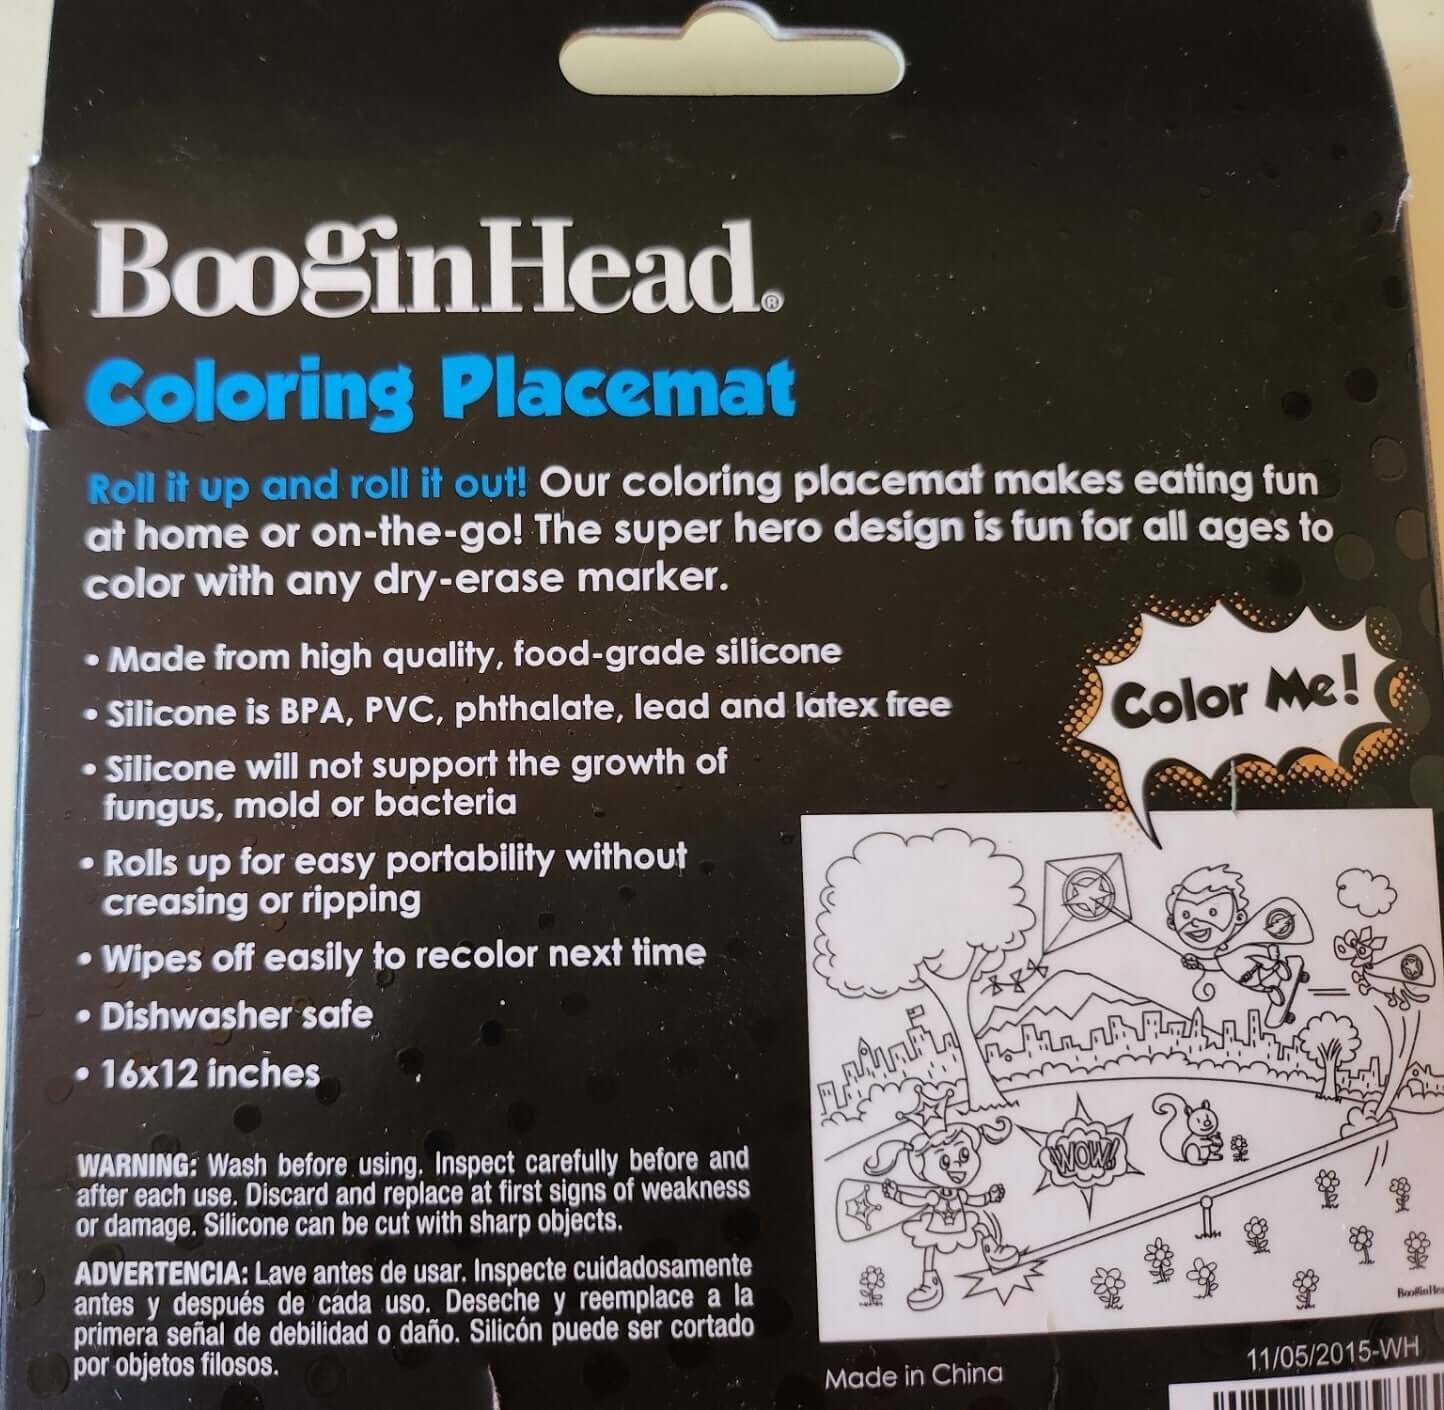 BooginHead®
Coloring Placemat
Roll it up and roll it out! Our coloring placemat makes eating fun
at home or on-the-go! The super hero design is fun for all ages to
color with any dry-erase marker.
• Made from high quality, food-grade silicone
• Silicone is BPA, PVC, phthalate, lead and latex free
• Silicone will not support the growth of
fungus, mold or bacteria
• Rolls up for easy portability without
creasing or ripping
• Wipes off easily to recolor next time
• Dishwasher safe
• 16x12 inches
Color Me!
WOW!
WARNING: Wash before using. Inspect carefully before and
after each use. Discard and replace at first signs of weakness
or damage. Silicone can be cut with sharp objects.
ADVERTENCIA: Lave antes de usar. Inspecte cuidadosamente
antes y después de cada uso. Deseche y reemplace a la
primera señal de debilidad o daño. Silicón puede ser cortado
por objetos filosos.
Made in China
11/05/2015-WH